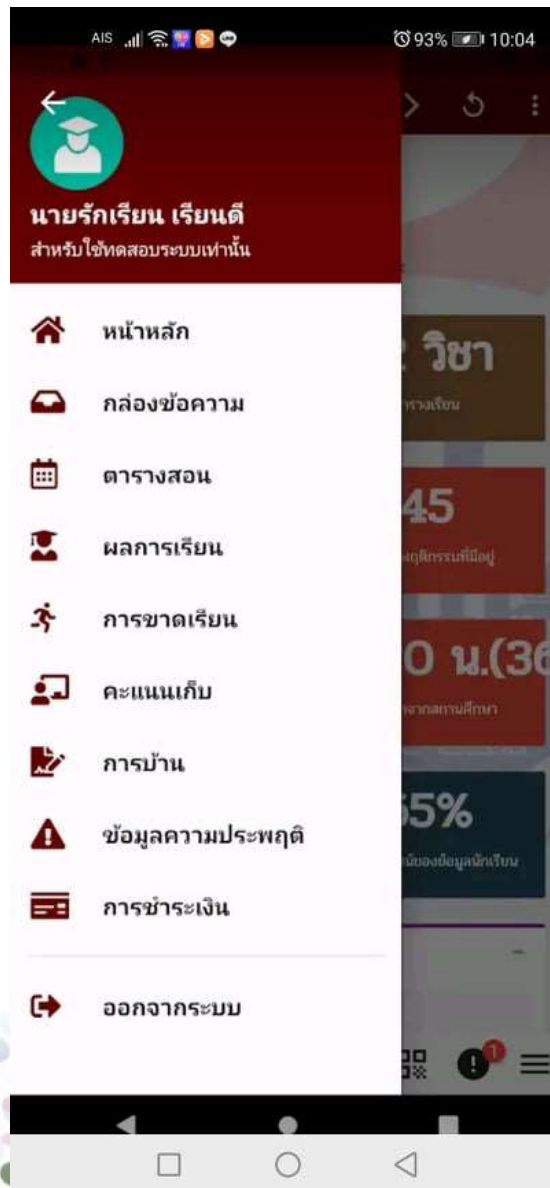 AIS 93% 10:04
นายรักเรียน เรียนดี
สำหรับใช้ทดสอบระบบเท่านั้น
หน้าหลัก
กล่องข้อความ
ตารางสอน
ผลการเรียน
การขาดเรียน
คะแนนเก็บ
การบ้าน
ข้อมูลความประพฤติ
การชำระเงิน
ออกจากระบบ
วิชา
45
0 น.(36
5%
1